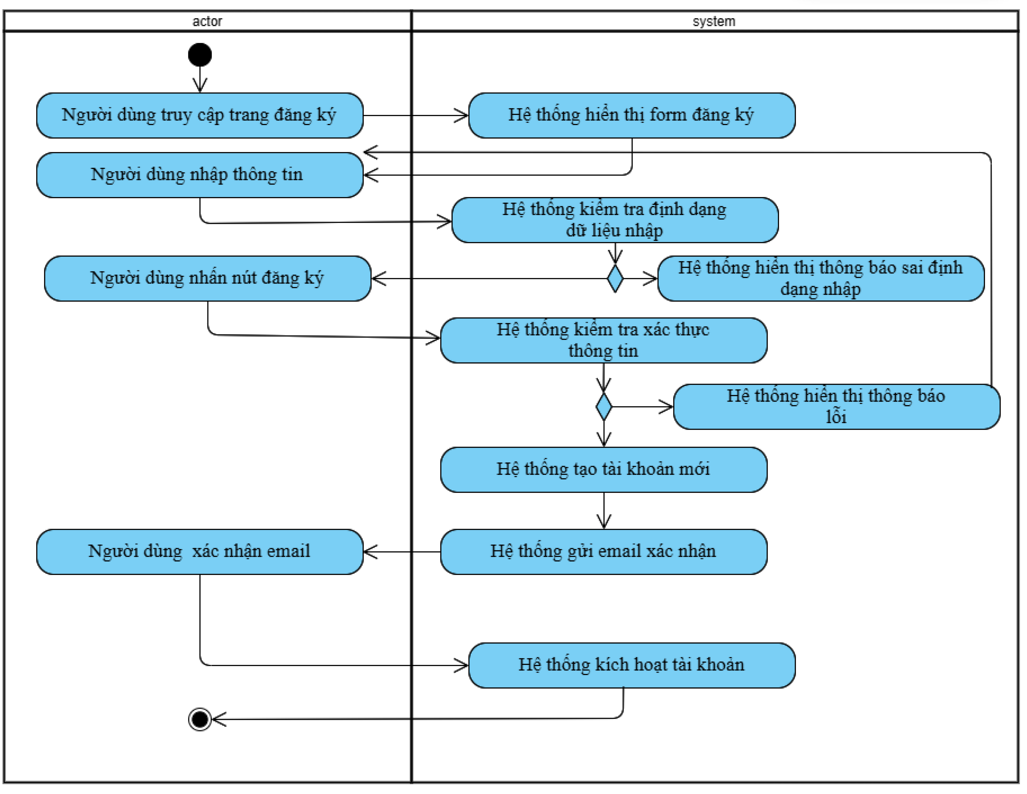 actor
system
Người dùng truy cập trang đăng ký
Hệ thống hiển thị form đăng ký
Người dùng nhập thông tin
Hệ thống kiểm tra định dạng
dữ liệu nhập
Người dùng nhấn nút đăng ký
Hệ thống hiển thị thông báo sai định
dạng nhập
Hệ thống kiểm tra xác thực
thông tin
Hệ thống hiển thị thông báo
lỗi
Hệ thống tạo tài khoản mới
Người dùng xác nhận email
Hệ thống gửi email xác nhận
Hệ thống kích hoạt tài khoản